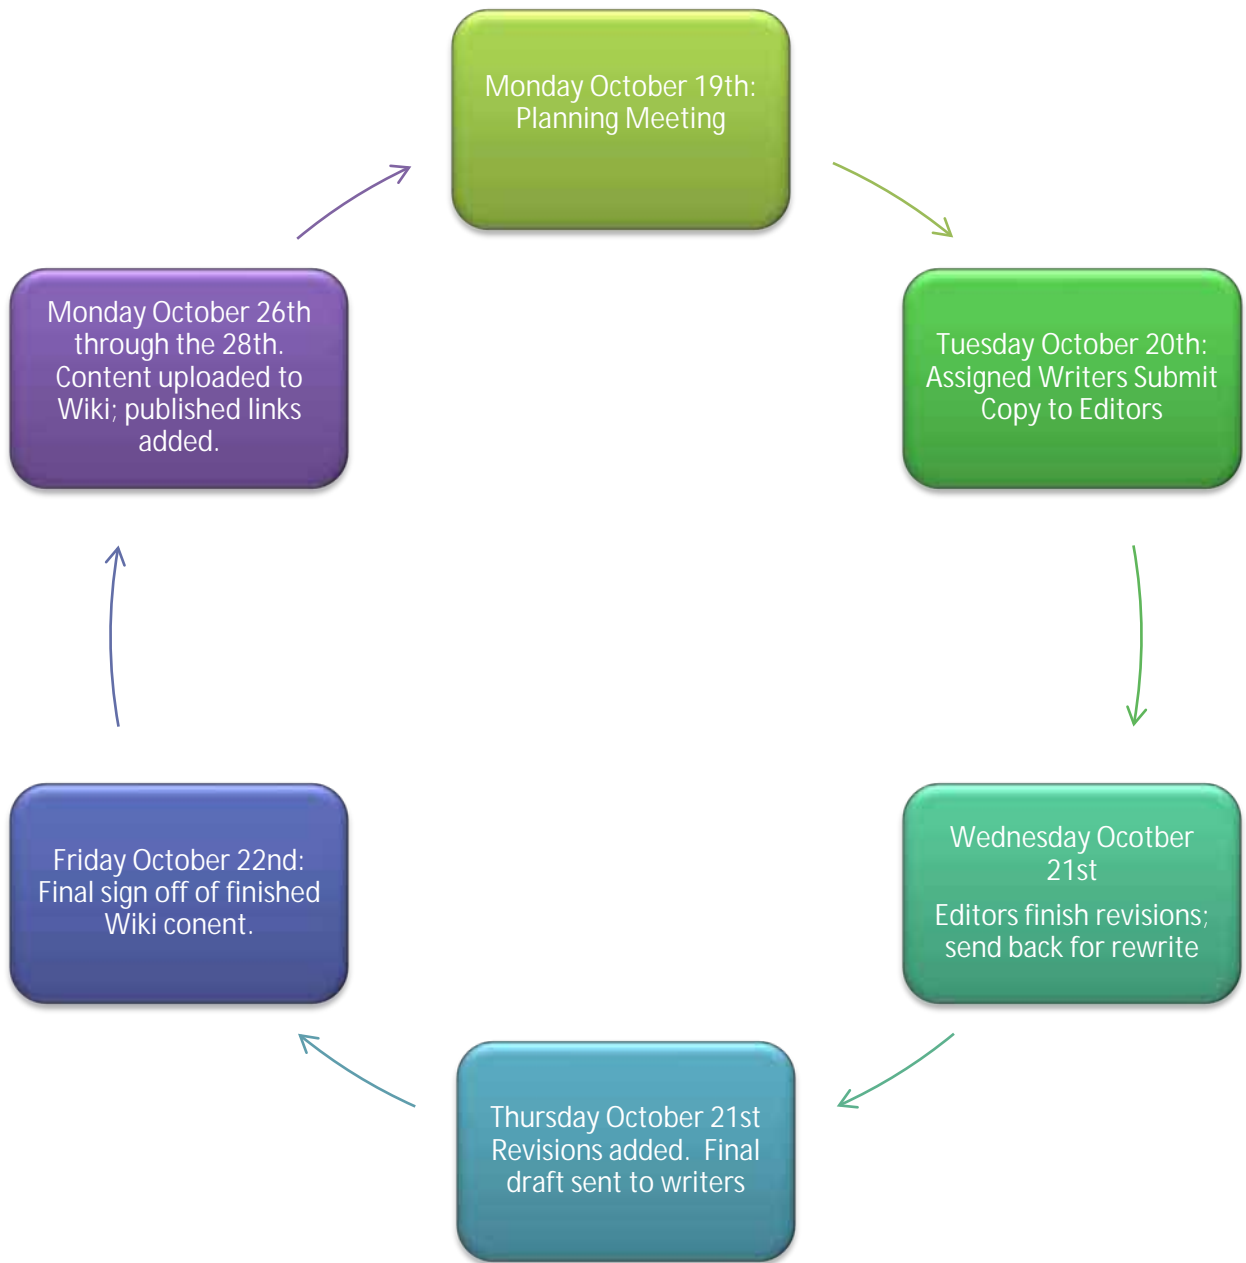 Monday October 19th:
Planning Meeting
Tuesday October 20th:
Assigned Writers Submit
Copy to Editors
Wednesday Ocotber
21st
Editors finish revisions;
send back for rewrite
Thursday October 21st
Revisions added.  Final
draft sent to writers
Friday October 22nd:
Final sign off of finished
Wiki conent.
Monday October 26th
through the 28th.
Content uploaded to
Wiki; published links
added.